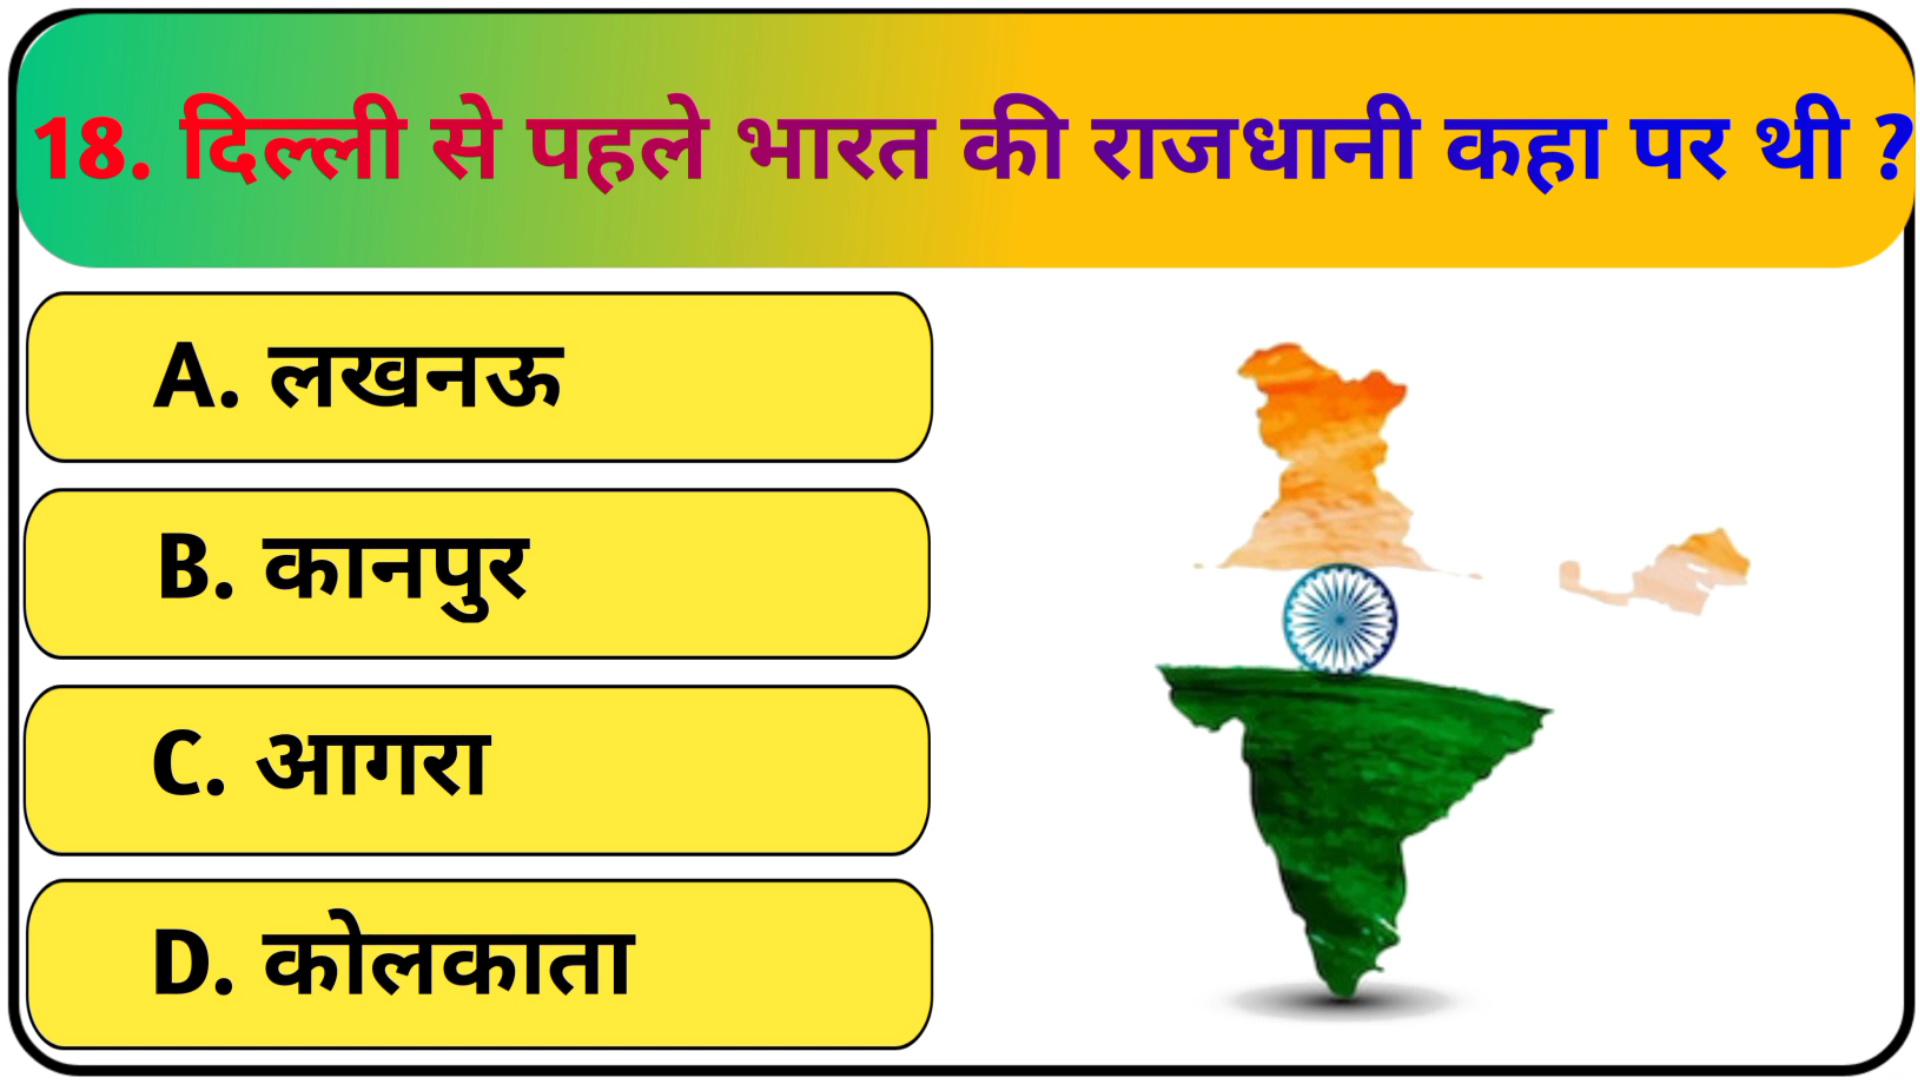 18. दिल्ली से पहले भारत की राजधानी कहा पर थी ?
A. लखनऊ
B. कानपुर
C. आगरा
D. कोलकाता